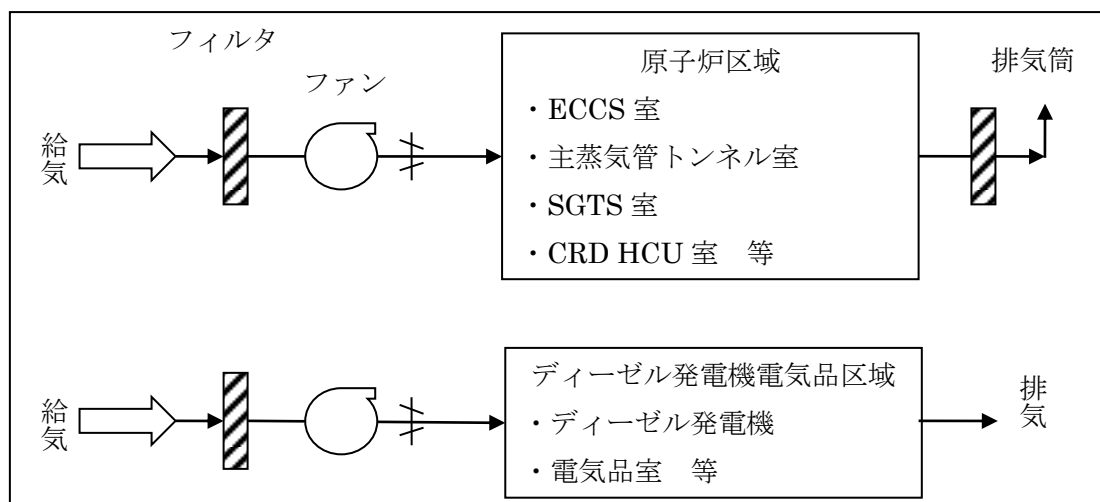 フィルタ
ファン
給気
原子炉区域
・ECCS 室
・主蒸気管トンネル室
・SGTS 室
・CRD HCU 室　等
排気筒
給気
ディーゼル発電機電気品区域
・ディーゼル発電機
・電気品室　等
排気